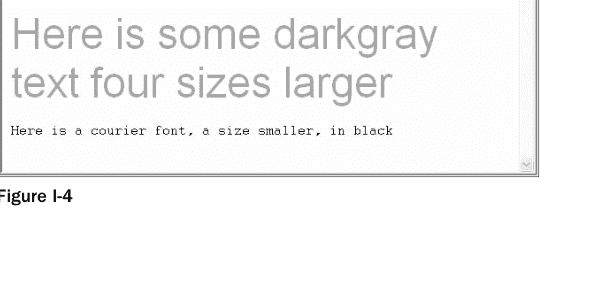 Here is some darkgray
text four sizes larger
Here is a courier font, a size smaller, in black
Figure I-4